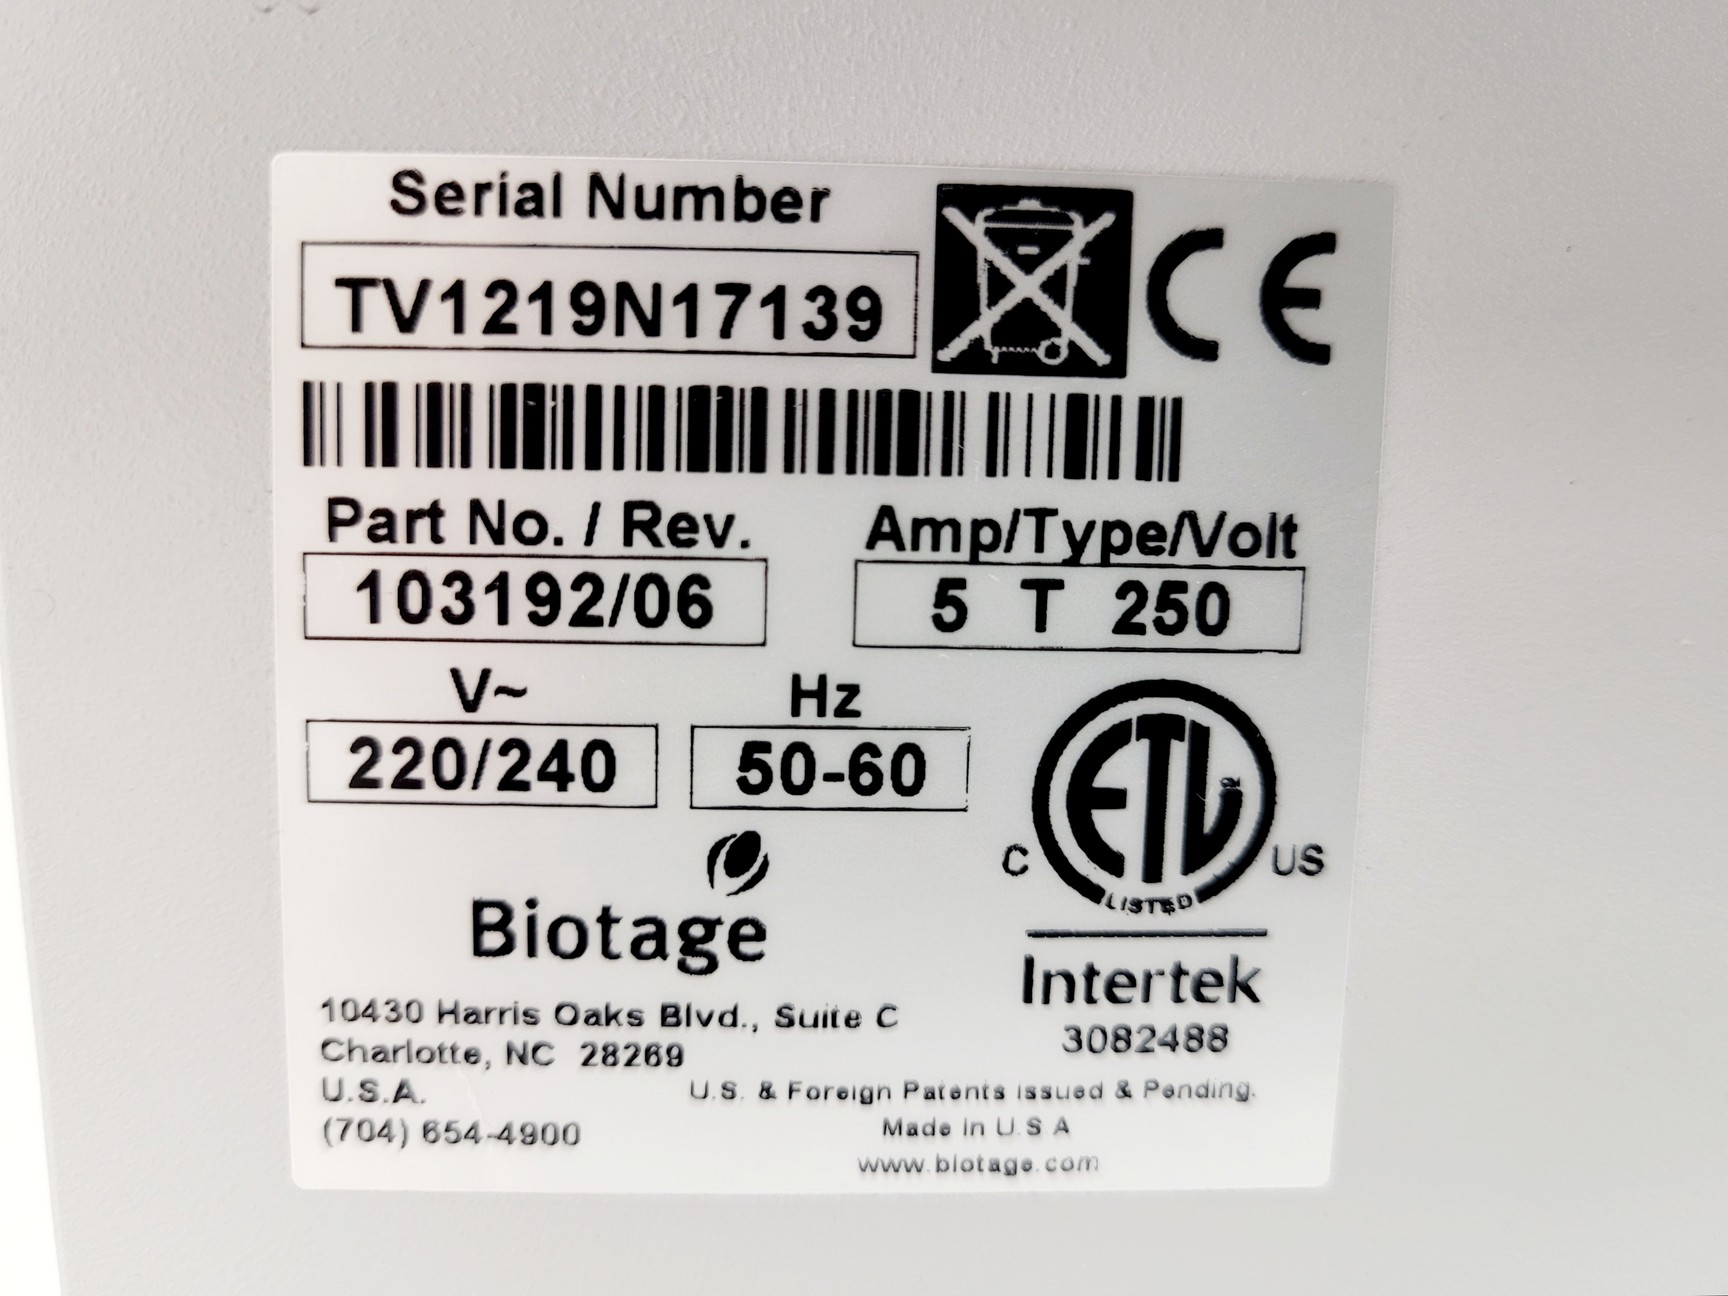 Serial Number
TV1219N17139
CE
Part No. / Rev.
103192/06
Amp/Type/Volt
5 T 250
V~
220/240
Hz
50-60
ETL
C US
LISTED
Intertek
3082488
Biotage
10430 Harris Oaks Blvd., Suite C
Charlotte, NC 28269
U.S.A.
(704) 654-4900
U.S. & Foreign Patents issued & Pending.
Made in U.S.A
www.biotage.com